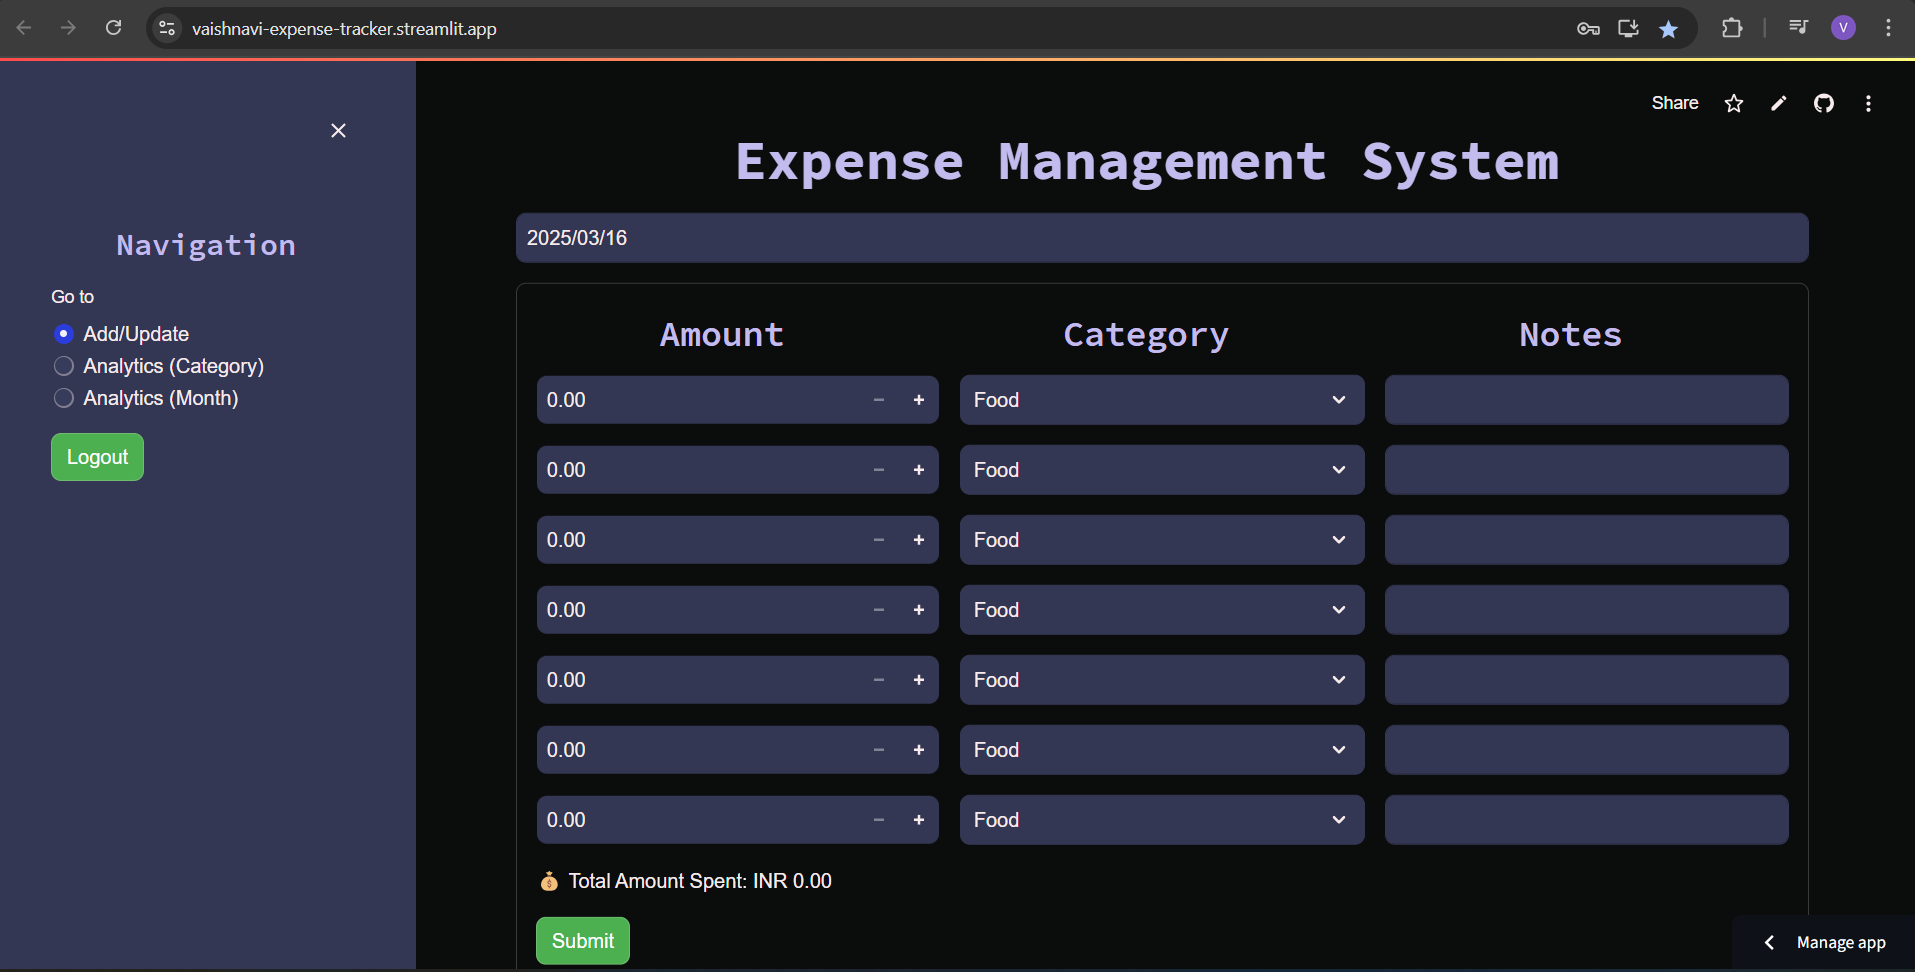 vaishnavi-expense-tracker.streamlit.app
V
Share
Expense Management System
Navigation
Go to
Add/Update
Analytics (Category)
Analytics (Month)
Logout
2025/03/16
Amount Category Notes
0.00 − + Food
0.00 − + Food
0.00 − + Food
0.00 − + Food
0.00 − + Food
0.00 − + Food
0.00 − + Food
💰 Total Amount Spent: INR 0.00
Submit
Manage app